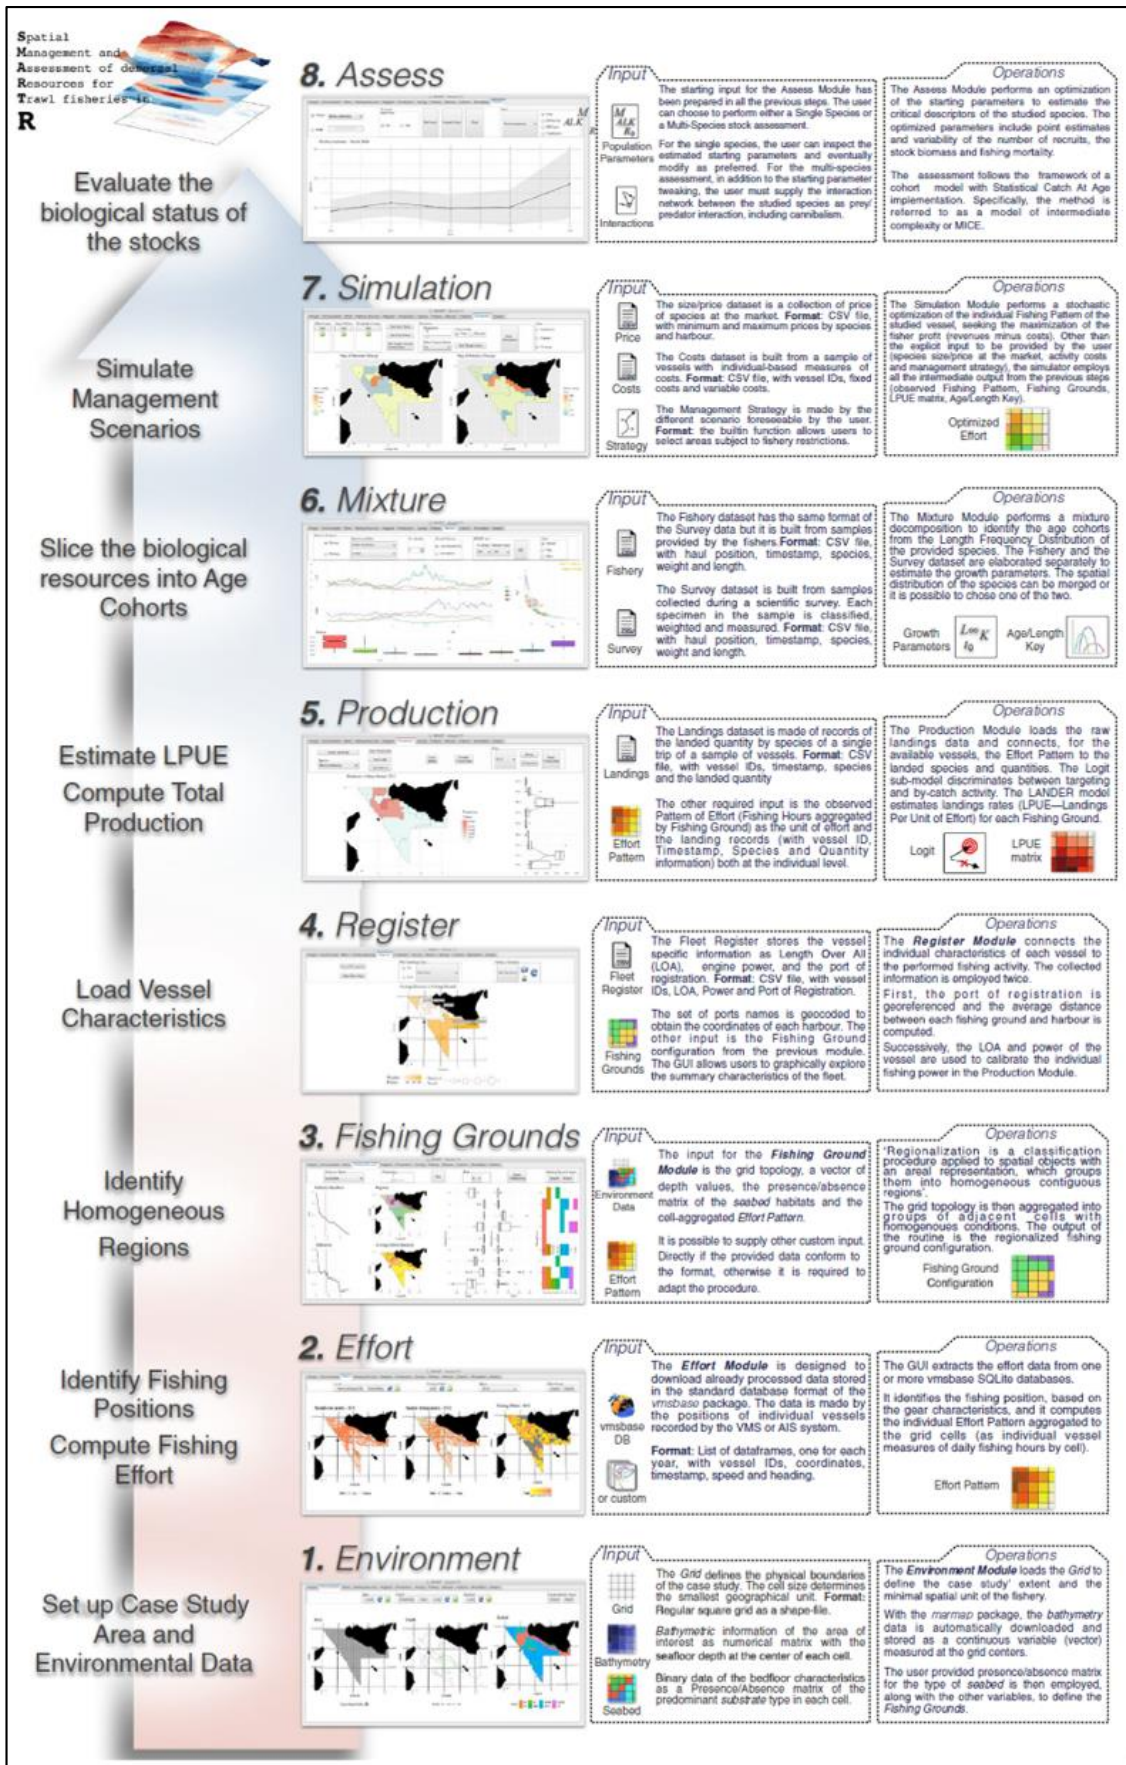 Spatial
Management and
Assessment of demersal
Resources for
Trawl fisheries in
R
8. Assess
Evaluate the
biological status of
the stocks
Input
Population
Parameters
Interactions
The starting input for the Assess Module has
been prepared in all the previous steps. The user
can choose to perform either a Single Species or
a Multi-Species stock assessment.
For the single species, the user can inspect the
estimated starting parameters and eventually
modify as preferred. For the multi-species
assessment, in addition to the starting parameter
tweaking, the user must supply the interaction
network between the studied species as prey/
predator interaction, including cannibalism.
Operations
The Assess Module performs an optimization
of the starting parameters to estimate the
critical descriptors of the studied species. The
optimized parameters include point estimates
and variability of the number of recruits, the
stock biomass and fishing mortality.
The assessment follows the framework of a
cohort model with Statistical Catch At Age
implementation. Specifically, the method is
referred to as a model of intermediate
complexity or MICE.
7. Simulation
Simulate
Management
Scenarios
Input
Price
Costs
Strategy
The size/price dataset is a collection of price
of species at the market. Format: CSV file,
with minimum and maximum prices by species
and harbour.
The Costs dataset is built from a sample of
vessels with individual-based measures of
costs. Format: CSV file, with vessel IDs, fixed
costs and variable costs.
The Management Strategy is made by the
different scenario foreseeable by the user.
Format: the builtin function allows users to
select areas subject to fishery restrictions.
Operations
The Simulation Module performs a stochastic
optimization of the individual Fishing Pattern of the
studied vessel, seeking the maximization of the
fisher profit (revenues minus costs). Other than
the explicit input to be provided by the user
(species size/price at the market, activity costs
and management strategy), the simulator employs
all the intermediate output from the previous steps
(observed Fishing Pattern, Fishing Grounds,
LPUE matrix, Age/Length Key).
Optimized
Effort
6. Mixture
Slice the biological
resources into Age
Cohorts
Input
Fishery
Survey
The Fishery dataset has the same format of
the Survey data but it is built from samples
provided by the fishers.Format: CSV file,
with haul position, timestamp, species,
weight and length.
The Survey dataset is built from samples
collected during a scientific survey. Each
specimen in the sample is classified,
weighted and measured. Format: CSV file,
with haul position, timestamp, species,
weight and length.
Operations
The Mixture Module performs a mixture
decomposition to identify the age cohorts
from the Length Frequency Distribution of
the provided species. The Fishery and the
Survey dataset are elaborated separately to
estimate the growth parameters. The spatial
distribution of the species can be merged or
it is possible to chose one of the two.
Growth
Parameters
Age/Length
Key
5. Production
Estimate LPUE
Compute Total
Production
Input
Landings
Effort
Pattern
The Landings dataset is made of records of
the landed quantity by species of a single
trip of a sample of vessels. Format: CSV
file, with vessel IDs, timestamp, species
and the landed quantity
The other required input is the observed
Pattern of Effort (Fishing Hours aggregated
by Fishing Ground) as the unit of effort and
the landing records (with vessel ID,
Timestamp, Species and Quantity
information) both at the individual level.
Operations
The Production Module loads the raw
landings data and connects, for the
available vessels, the Effort Pattern to the
landed species and quantities. The Logit
sub-model discriminates between targeting
and by-catch activity. The LANDER model
estimates landings rates (LPUE—Landings
Per Unit of Effort) for each Fishing Ground.
Logit
LPUE
matrix
4. Register
Load Vessel
Characteristics
Input
Fleet
Register
Fishing
Grounds
The Fleet Register stores the vessel
specific information as Length Over All
(LOA), engine power, and the port of
registration. Format: CSV file, with vessel
IDs, LOA, Power and Port of Registration.
The set of ports names is geocoded to
obtain the coordinates of each harbour. The
other input is the Fishing Ground
configuration from the previous module.
The GUI allows users to graphically explore
the summary characteristics of the fleet.
Operations
The Register Module connects the
individual characteristics of each vessel to
the performed fishing activity. The collected
information is employed twice.
First, the port of registration is
georeferenced and the average distance
between each fishing ground and harbour is
computed.
Successively, the LOA and power of the
vessel are used to calibrate the individual
fishing power in the Production Module.
3. Fishing Grounds
Identify
Homogeneous
Regions
Input
Environment
Data
Effort
Pattern
The input for the Fishing Ground
Module is the grid topology, a vector of
depth values, the presence/absence
matrix of the seabed habitats and the
cell-aggregated Effort Pattern.
It is possible to supply other custom input.
Directly if the provided data conform to
the format, otherwise it is required to
adapt the procedure.
Operations
'Regionalization is a classification
procedure applied to spatial objects with
an areal representation, which groups
them into homogeneous contiguous
regions'.
The grid topology is then aggregated into
groups of adjacent cells with
homogenoues conditions. The output of
the routine is the regionalized fishing
ground configuration.
Fishing Ground
Configuration
2. Effort
Identify Fishing
Positions
Compute Fishing
Effort
Input
vmsbase
DB
or custom
The Effort Module is designed to
download already processed data stored
in the standard database format of the
vmsbase package. The data is made by
the positions of individual vessels
recorded by the VMS or AIS system.
Format: List of dataframes, one for each
year, with vessel IDs, coordinates,
timestamp, speed and heading.
Operations
The GUI extracts the effort data from one
or more vmsbase SQLite databases.
It identifies the fishing position, based on
the gear characteristics, and it computes
the individual Effort Pattern aggregated to
the grid cells (as individual vessel
measures of daily fishing hours by cell).
Effort Pattern
1. Environment
Set up Case Study
Area and
Environmental Data
Input
Grid
Bathymetry
Seabed
The Grid defines the physical boundaries
of the case study. The cell size determines
the smallest geographical unit. Format:
Regular square grid as a shape-file.
Bathymetric information of the area of
interest as numerical matrix with the
seafloor depth at the center of each cell.
Binary data of the bedfloor characteristics
as a Presence/Absence matrix of the
predominant substrate type in each cell.
Operations
The Environment Module loads the Grid to
define the case study' extent and the
minimal spatial unit of the fishery.
With the marmap package, the bathymetry
data is automatically downloaded and
stored as a continuous variable (vector)
measured at the grid centers.
The user provided presence/absence matrix
for the type of seabed is then employed,
along with the other variables, to define the
Fishing Grounds.